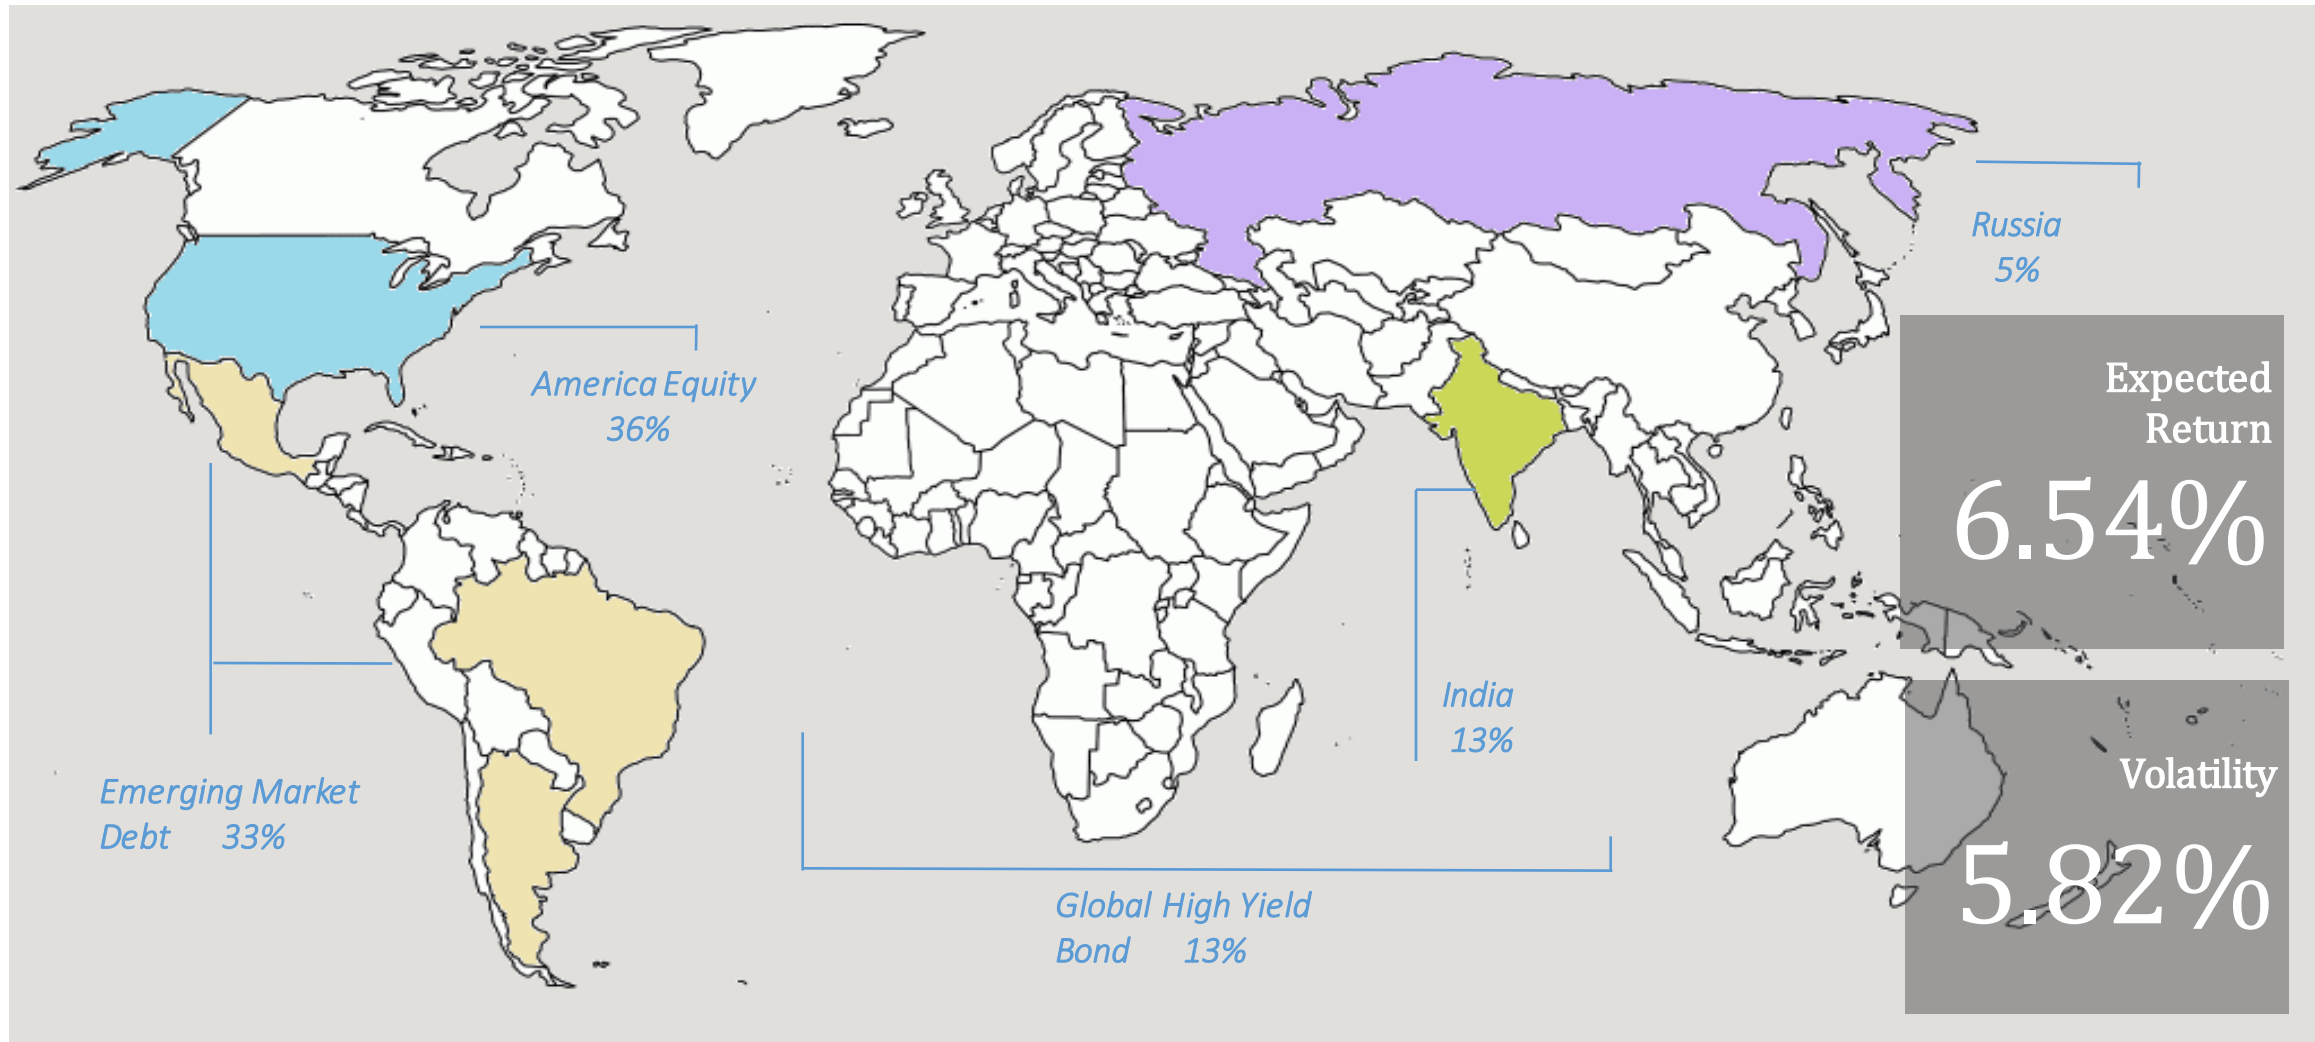 Russia
5%
America Equity
36%
Expected
Return
6.54%
India
13%
Emerging Market
Debt 33%
Volatility
5.82%
Global High Yield
Bond 13%